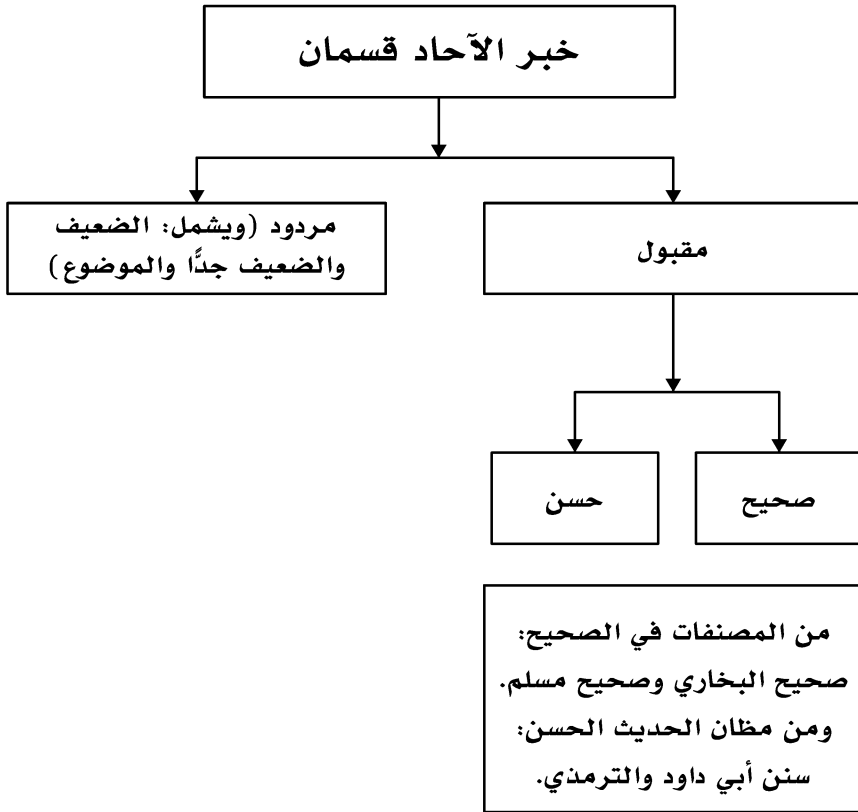 خبر الآحاد قسمان
مقبول
مردود (ويشمل: الضعيف
والضعيف جدًّا والموضوع)
صحيح
حسن
من المصنفات في الصحيح:
صحيح البخاري وصحيح مسلم.
ومن مظان الحديث الحسن:
سنن أبي داود والترمذي.